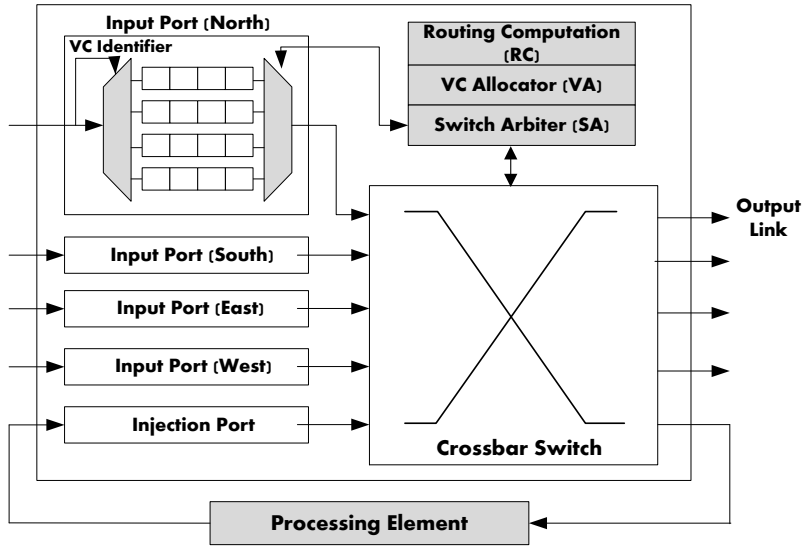 Input Port (North)
VC Identifier
Routing Computation
(RC)
VC Allocator (VA)
Switch Arbiter (SA)
Output
Link
Input Port (South)
Input Port (East)
Input Port (West)
Injection Port
Crossbar Switch
Processing Element